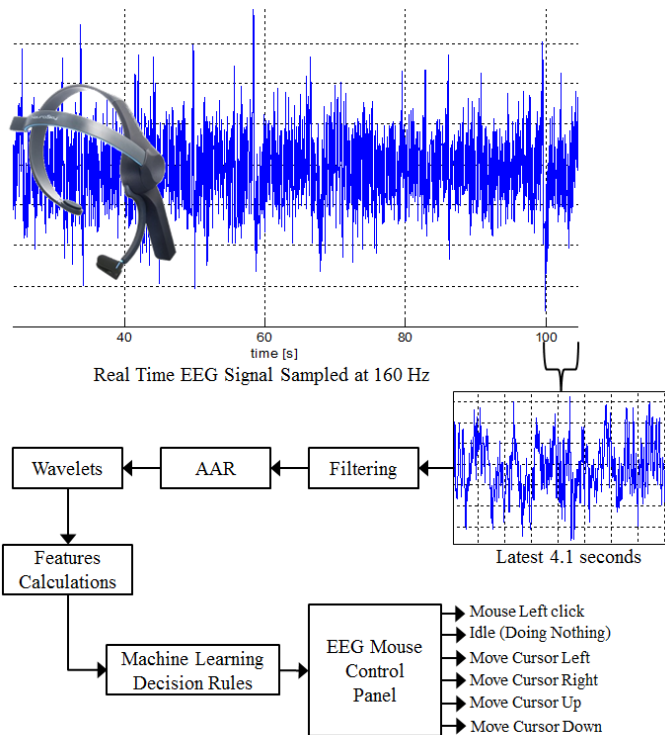 40
60
80
100
time [s]
Real Time EEG Signal Sampled at 160 Hz
Wavelets
AAR
Filtering
Latest 4.1 seconds
Features
Calculations
Machine Learning
Decision Rules
EEG Mouse
Control
Panel
Mouse Left click
Idle (Doing Nothing)
Move Cursor Left
Move Cursor Right
Move Cursor Up
Move Cursor Down